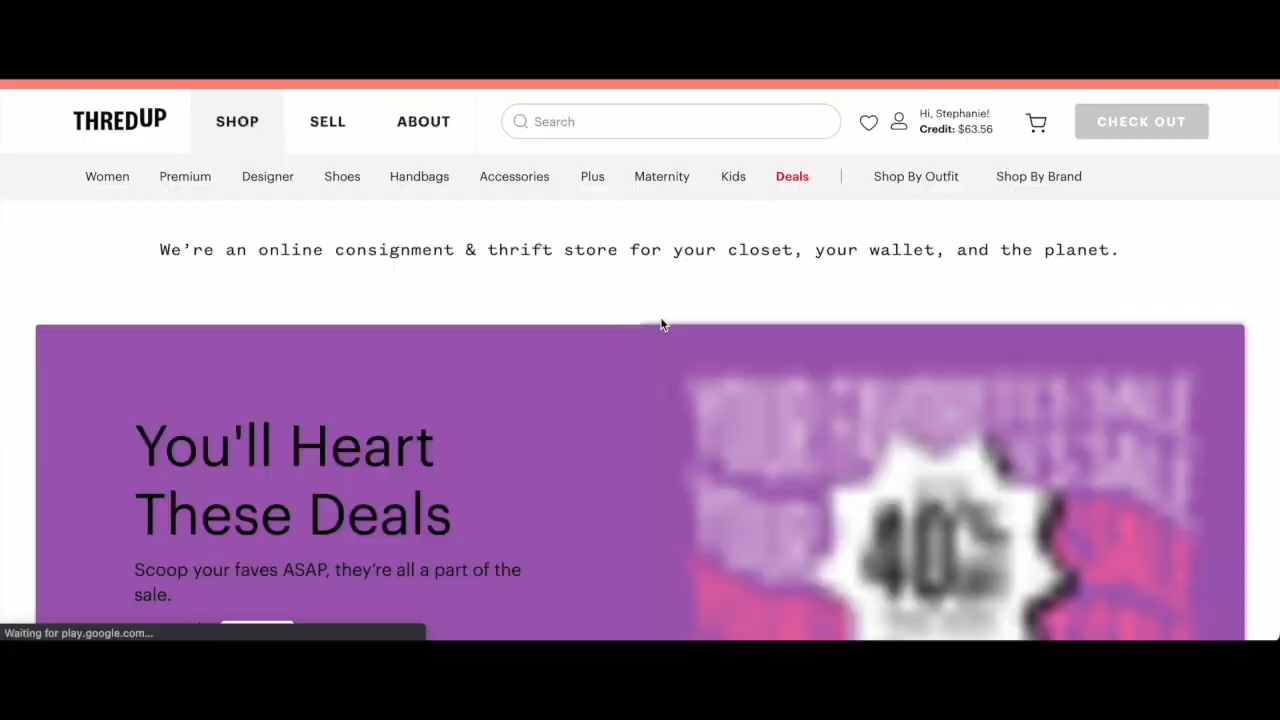 THREDUP
SHOP
SELL
ABOUT
Search
Hi, Stephanie!
Credit: $63.56
CHECK OUT
Women
Premium
Designer
Shoes
Handbags
Accessories
Plus
Maternity
Kids
Deals
Shop By Outfit
Shop By Brand
We're an online consignment & thrift store for your closet, your wallet, and the planet.
You'll Heart
These Deals
Scoop your faves ASAP, they're all a part of the
sale.
40%
Waiting for play.google.com...